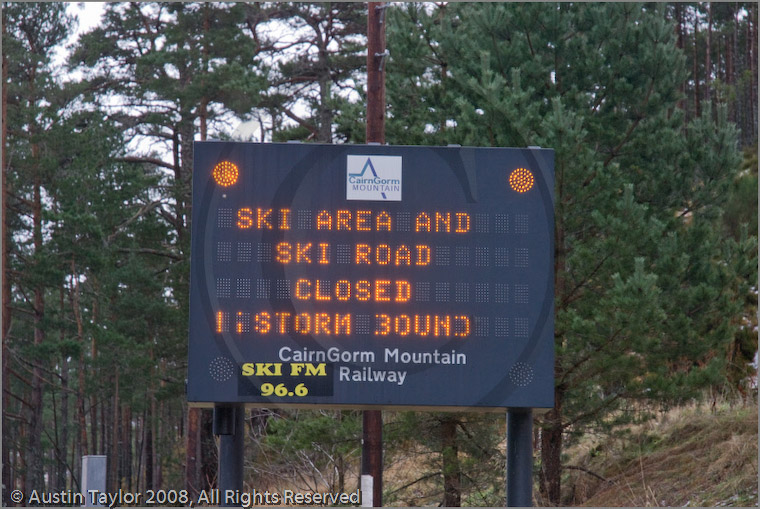 CairnGorm
MOUNTAIN
SKI AREA AND
SKI ROAD
CLOSED
STORM BOUND
CairnGorm Mountain
Railway
SKI FM
96.6
© Austin Taylor 2008, All Rights Reserved